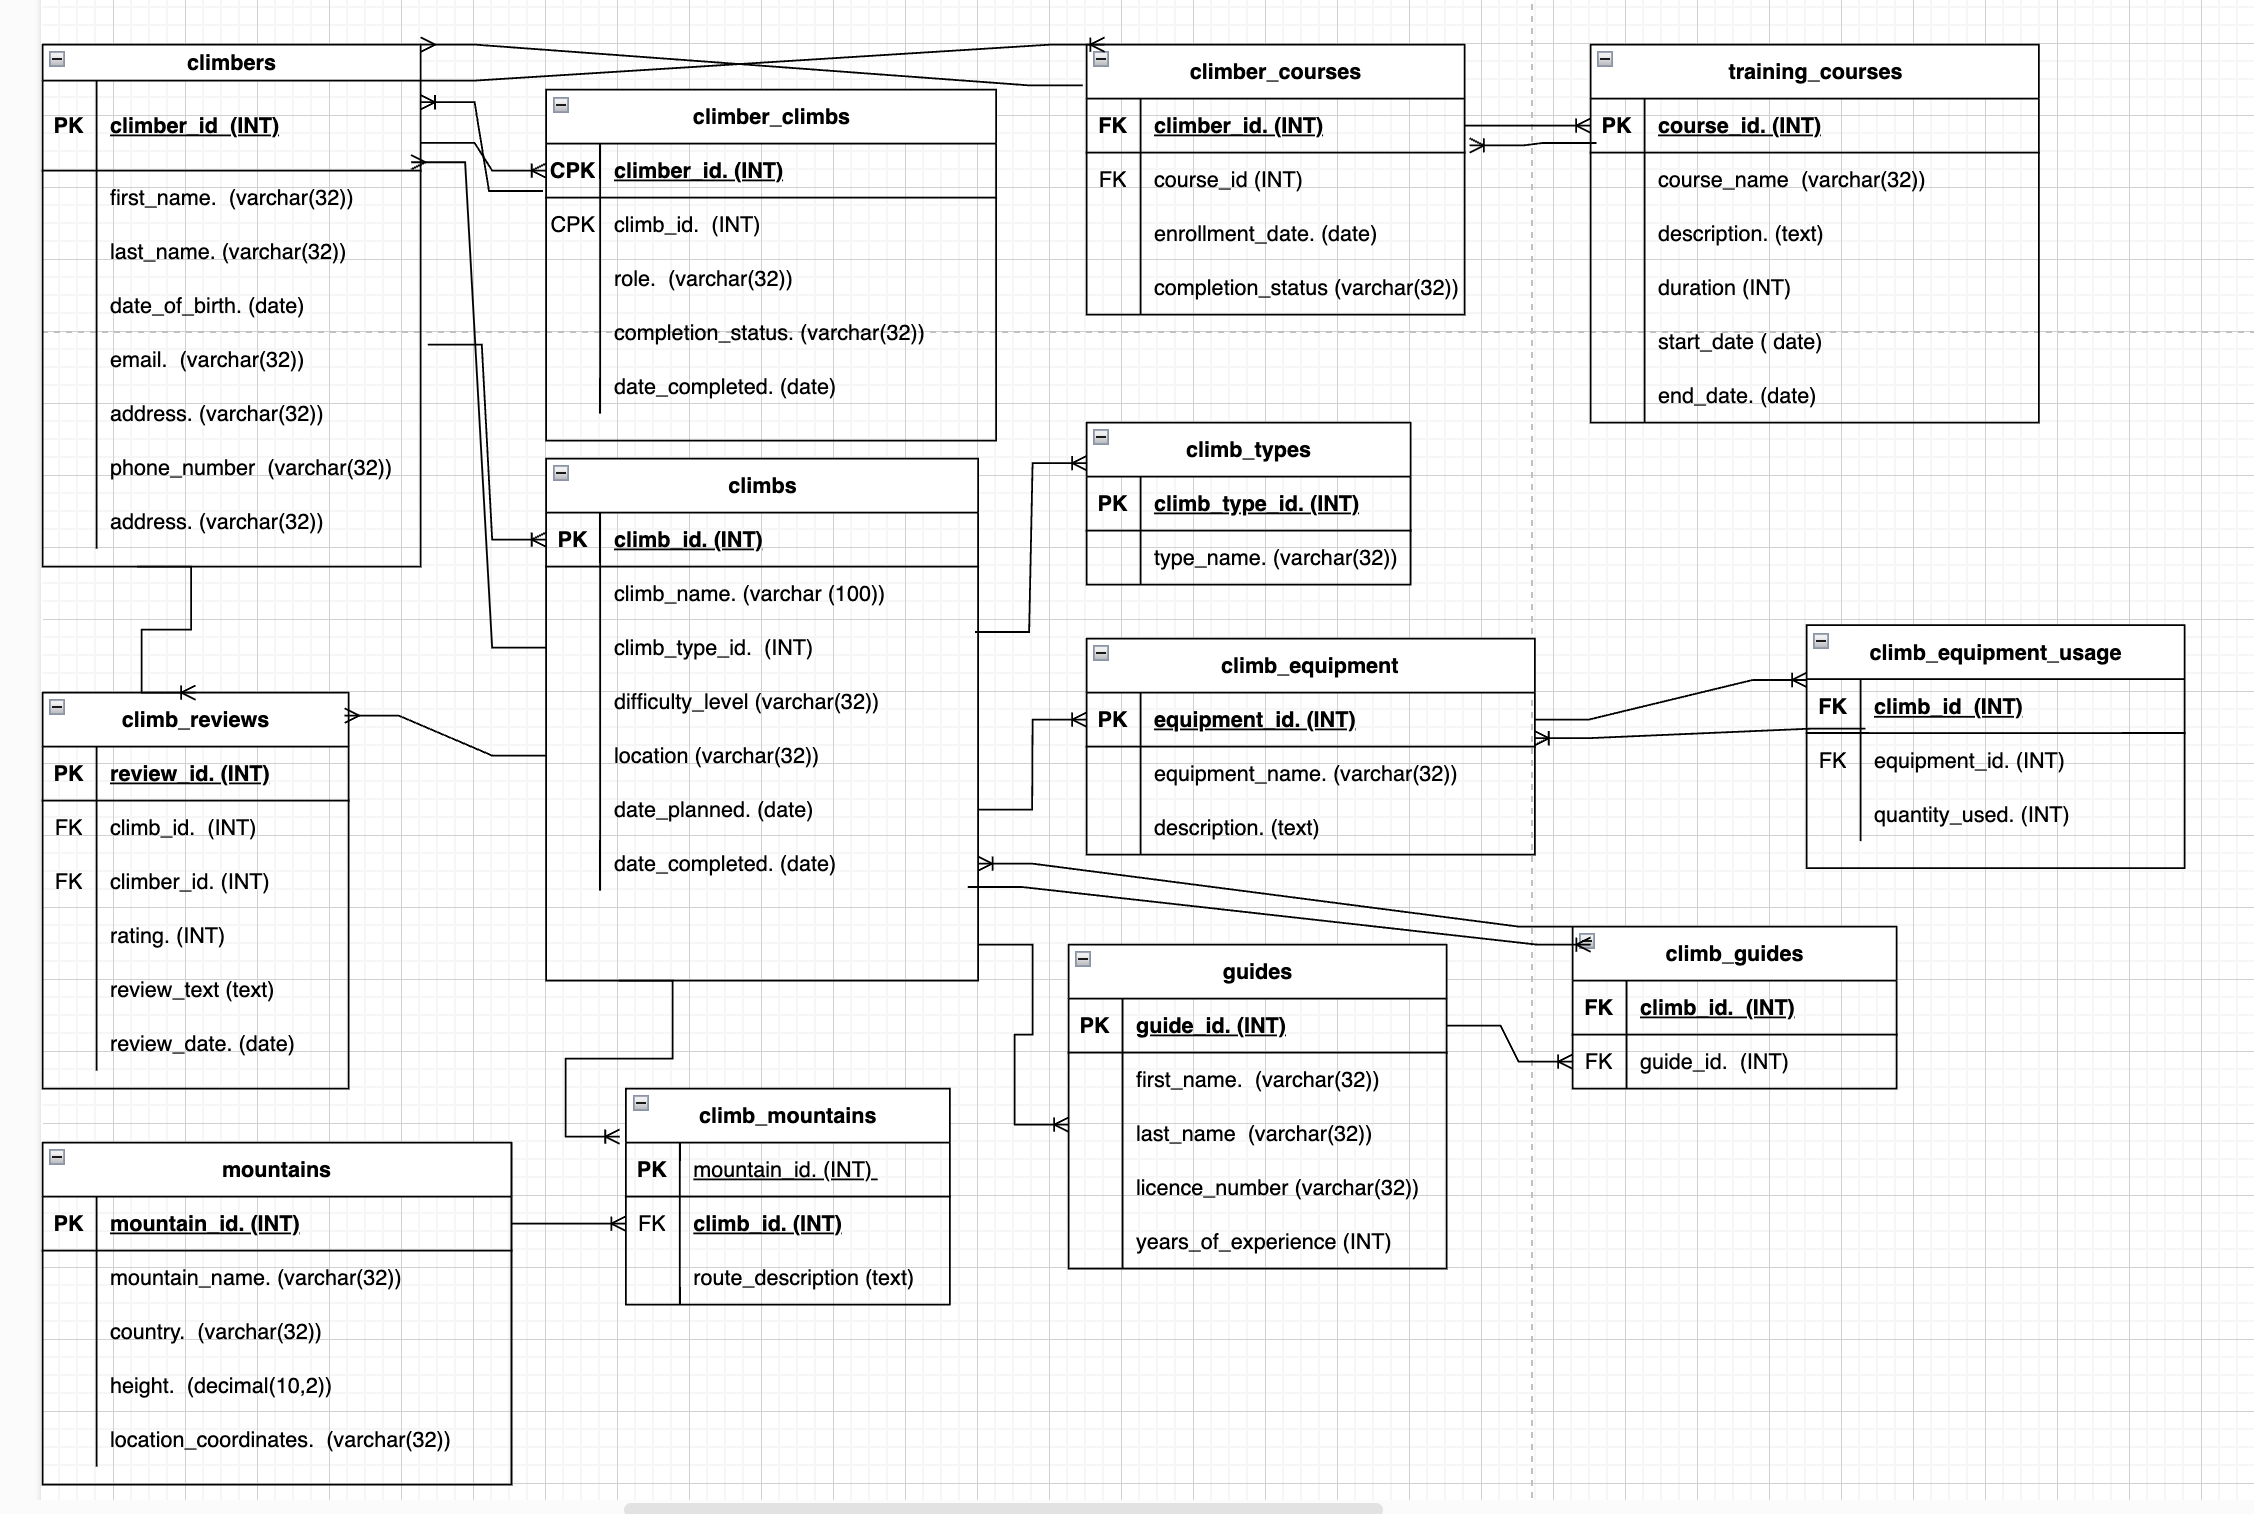 climbers
PK climber_id (INT)
first_name. (varchar(32))
last_name. (varchar(32))
date_of_birth. (date)
email. (varchar(32))
address. (varchar(32))
phone_number (varchar(32))
address. (varchar(32))
climber_climbs
CPK climber_id. (INT)
CPK climb_id. (INT)
role. (varchar(32))
completion_status. (varchar(32))
date_completed. (date)
climber_courses
FK climber_id. (INT)
FK course_id (INT)
enrollment_date. (date)
completion_status (varchar(32))
training_courses
PK course_id. (INT)
course_name (varchar(32))
description. (text)
duration (INT)
start_date ( date)
end_date. (date)
climbs
PK climb_id. (INT)
climb_name. (varchar (100))
climb_type_id. (INT)
difficulty_level (varchar(32))
location (varchar(32))
date_planned. (date)
date_completed. (date)
climb_types
PK climb_type_id. (INT)
type_name. (varchar(32))
climb_equipment
PK equipment_id. (INT)
equipment_name. (varchar(32))
description. (text)
climb_equipment_usage
FK climb_id (INT)
FK equipment_id. (INT)
quantity_used. (INT)
climb_reviews
PK review_id. (INT)
FK climb_id. (INT)
FK climber_id. (INT)
rating. (INT)
review_text (text)
review_date. (date)
guides
PK guide_id. (INT)
first_name. (varchar(32))
last_name (varchar(32))
licence_number (varchar(32))
years_of_experience (INT)
climb_guides
FK climb_id. (INT)
FK guide_id. (INT)
mountains
PK mountain_id. (INT)
mountain_name. (varchar(32))
country. (varchar(32))
height. (decimal(10,2))
location_coordinates. (varchar(32))
climb_mountains
PK mountain_id. (INT)
FK climb_id. (INT)
route_description (text)